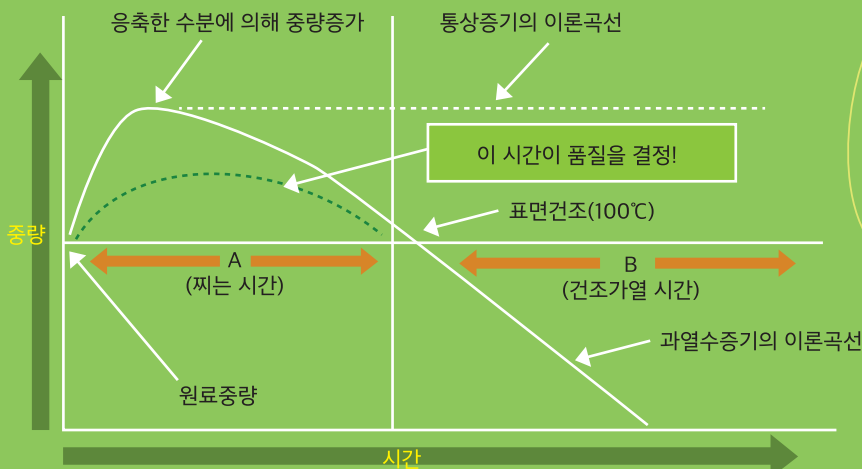 응축한 수분에 의해 중량증가
통상증기의 이론곡선
이 시간이 품질을 결정!
표면건조(100℃)
중량
A
(찌는 시간)
B
(건조가열 시간)
과열수증기의 이론곡선
원료중량
시간